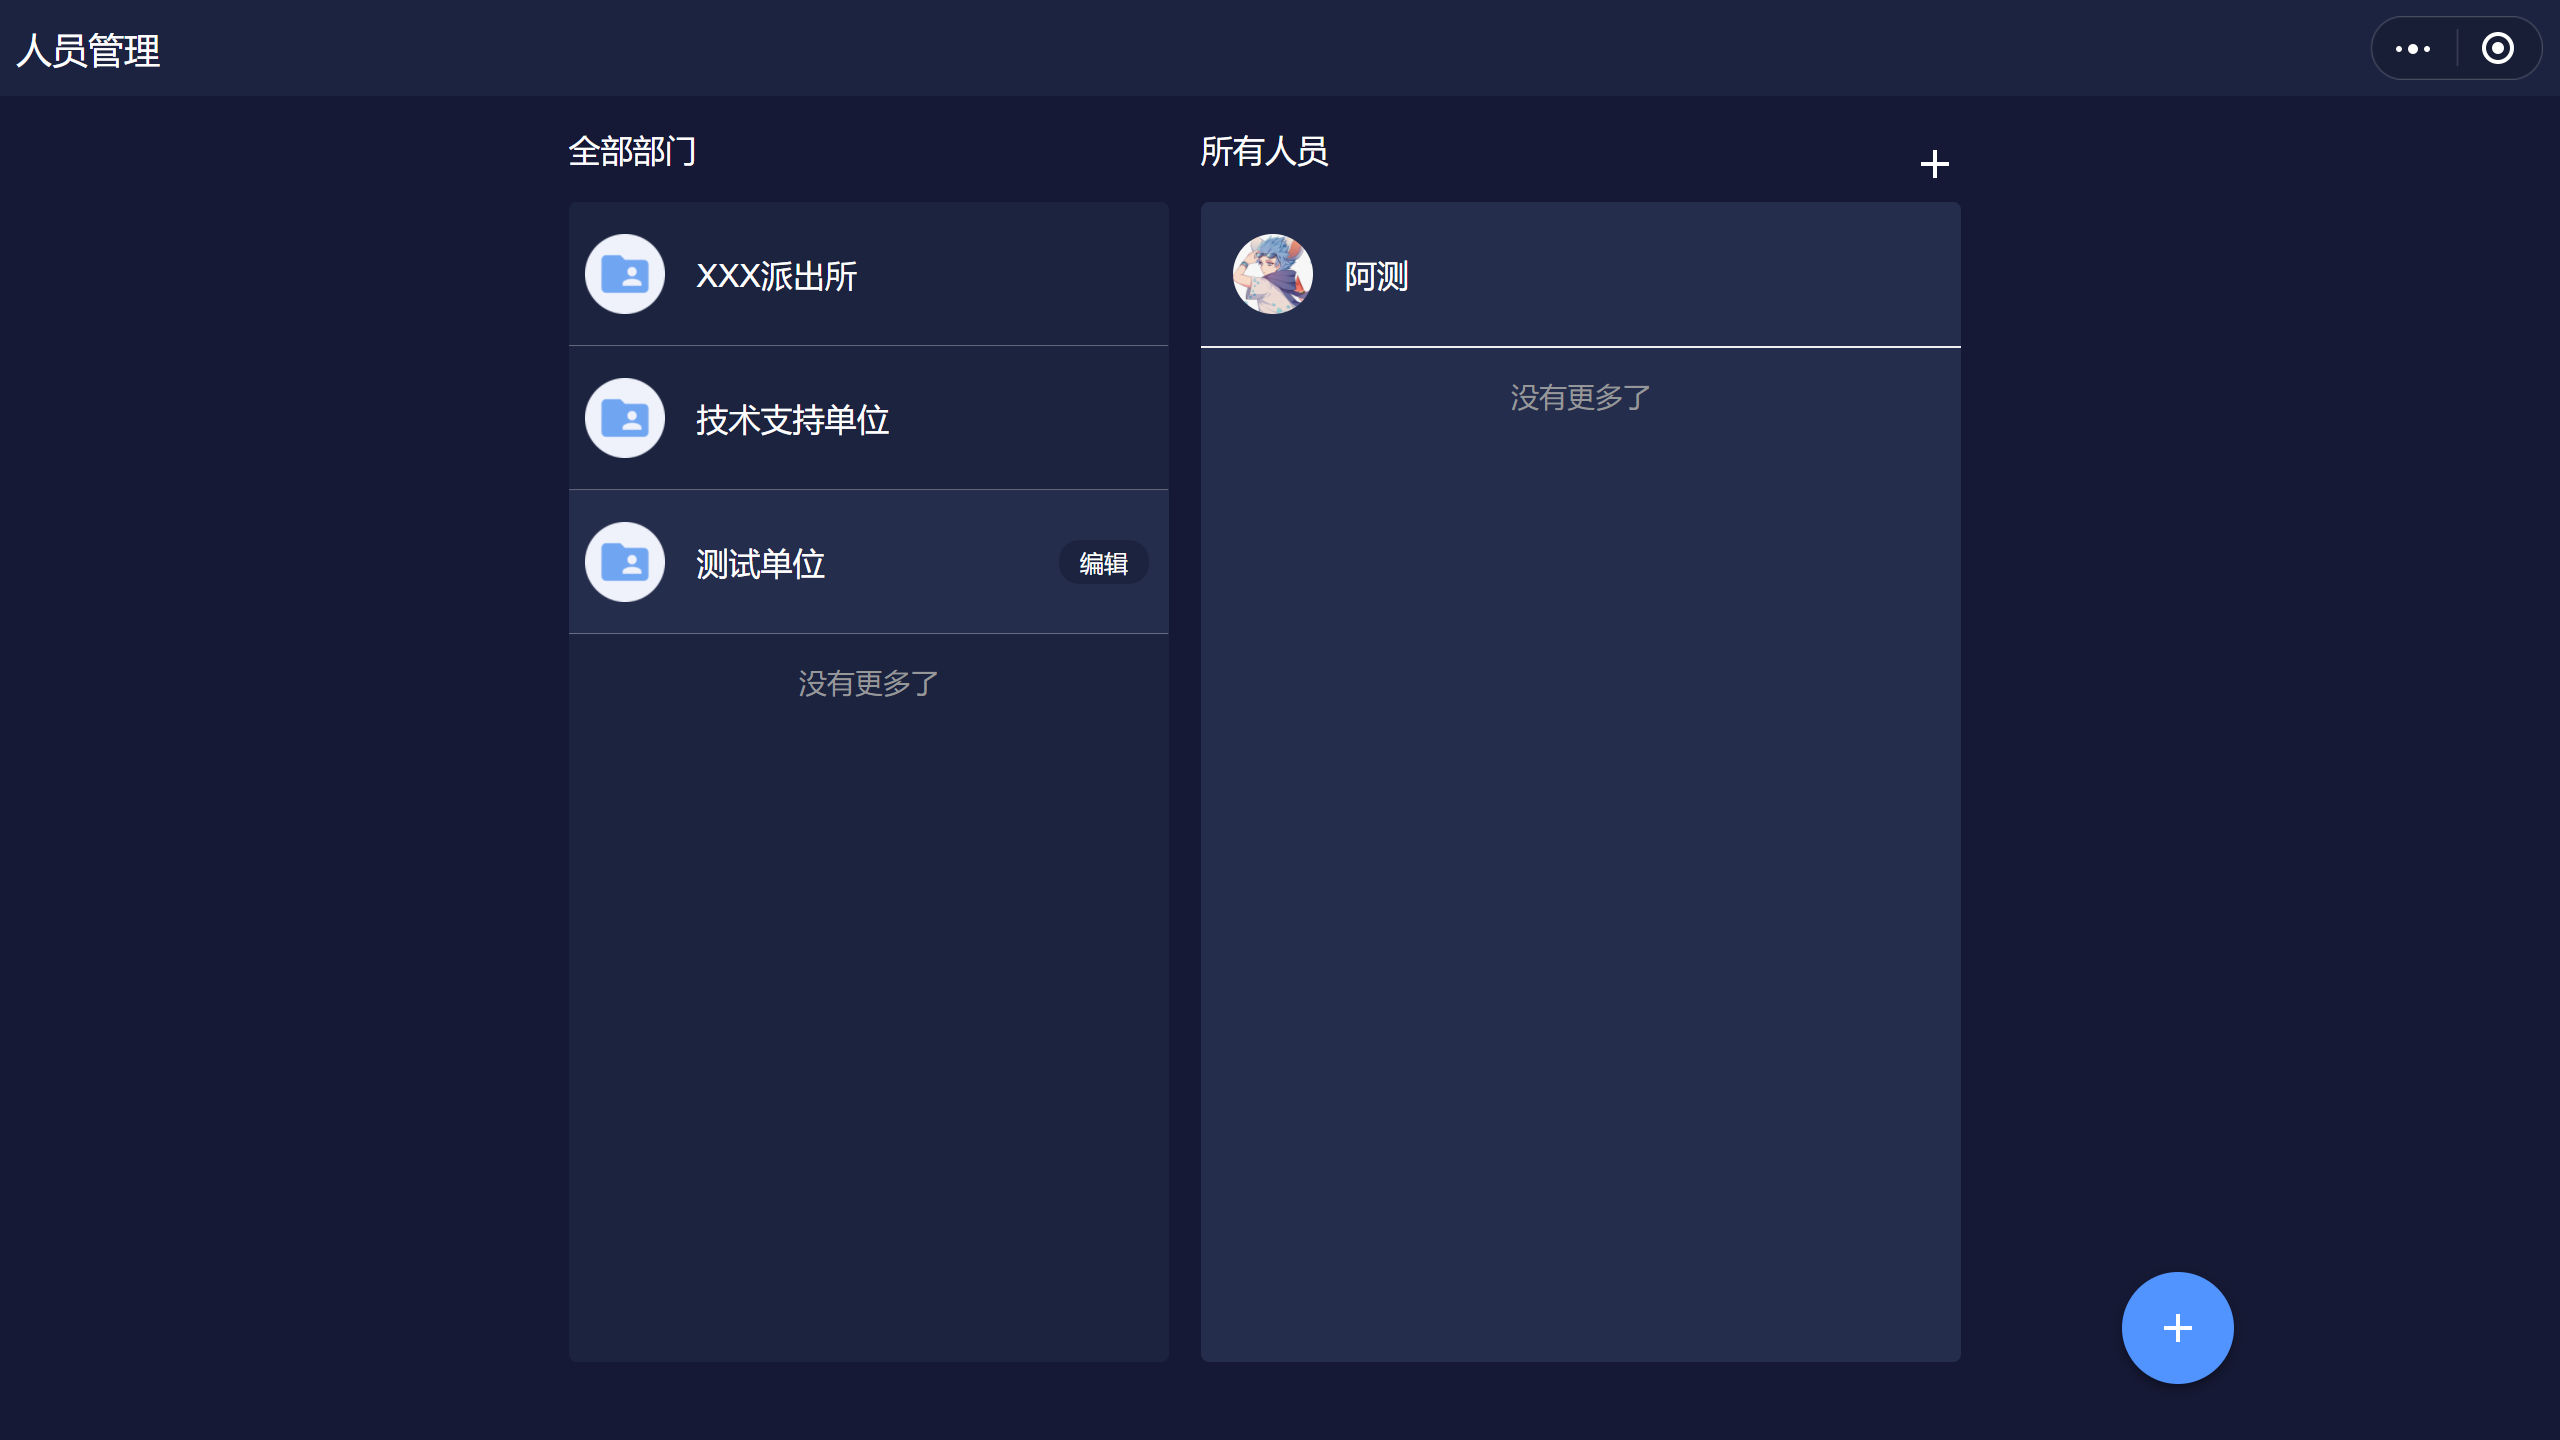 人员管理
全部部门
XXX派出所
技术支持单位
测试单位
编辑
没有更多了
所有人员
阿测
没有更多了